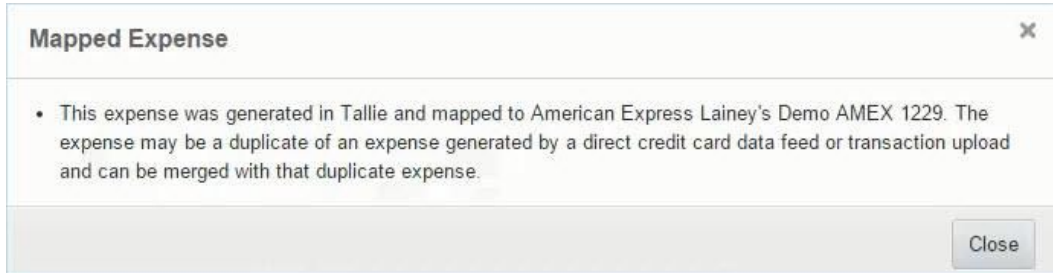 Mapped Expense
• This expense was generated in Tallie and mapped to American Express Lainey's Demo AMEX 1229. The
expense may be a duplicate of an expense generated by a direct credit card data feed or transaction upload
and can be merged with that duplicate expense.
Close